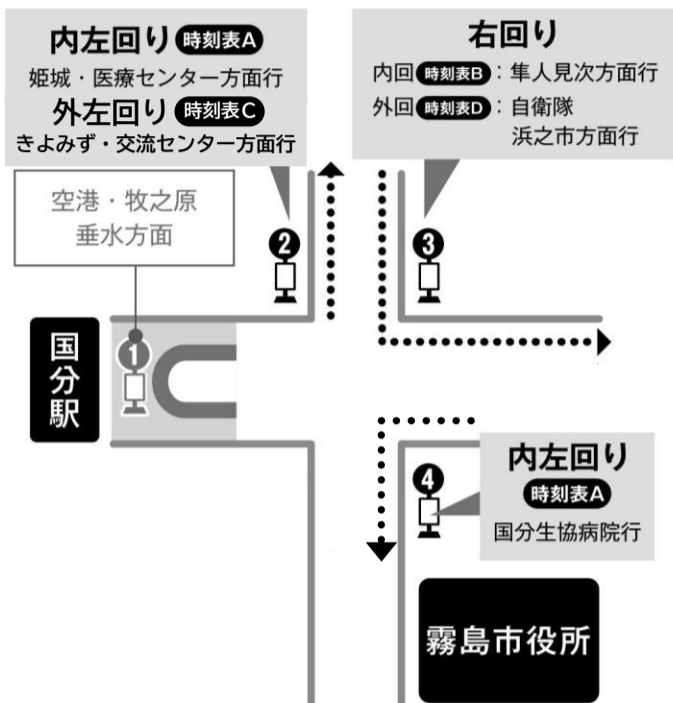 内左回り 時刻表A
姫城・医療センター方面行
外左回り 時刻表C
きよみず・交流センター方面行
右回り
内回 時刻表B：隼人見次方面行
外回 時刻表D：自衛隊
浜之市方面行
空港・牧之原
垂水方面
2
3
国分駅
1
4
内左回り
時刻表A
国分生協病院行
霧島市役所